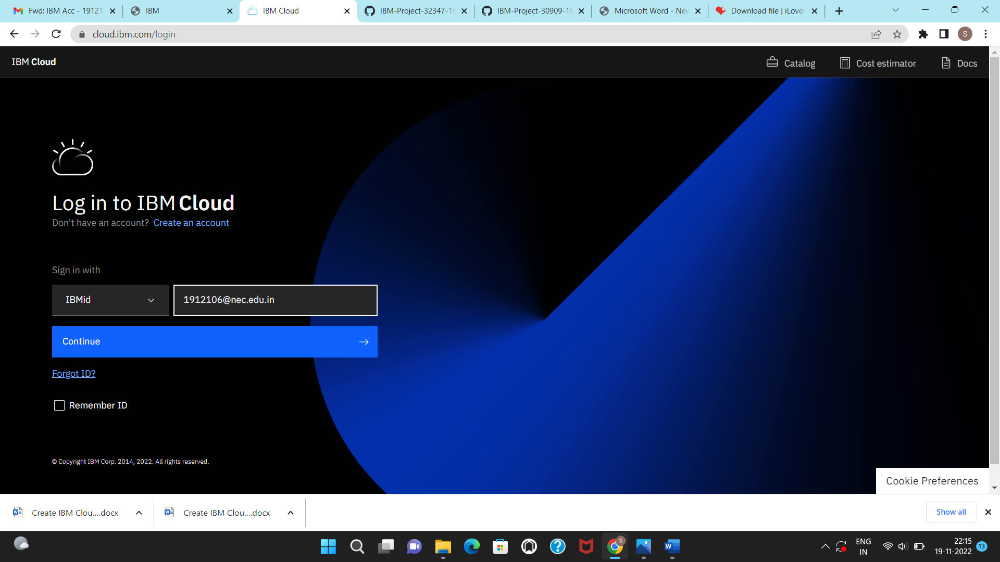 Fwd: IBM Acc - 19121
IBM
IBM Cloud
IBM-Project-32347-16
IBM-Project-30909-16
Microsoft Word - New
Download file | iLoveP
cloud.ibm.com/login
S
IBM Cloud
Catalog
Cost estimator
Docs
Log in to IBM Cloud
Don't have an account? Create an account
Sign in with
IBMid
1912106@nec.edu.in
Continue
Forgot ID?
Remember ID
© Copyright IBM Corp. 2014, 2022. All rights reserved.
Cookie Preferences
Create IBM Clou....docx
Create IBM Clou....docx
Show all
S
W
ENG
IN
22:15
19-11-2022
13